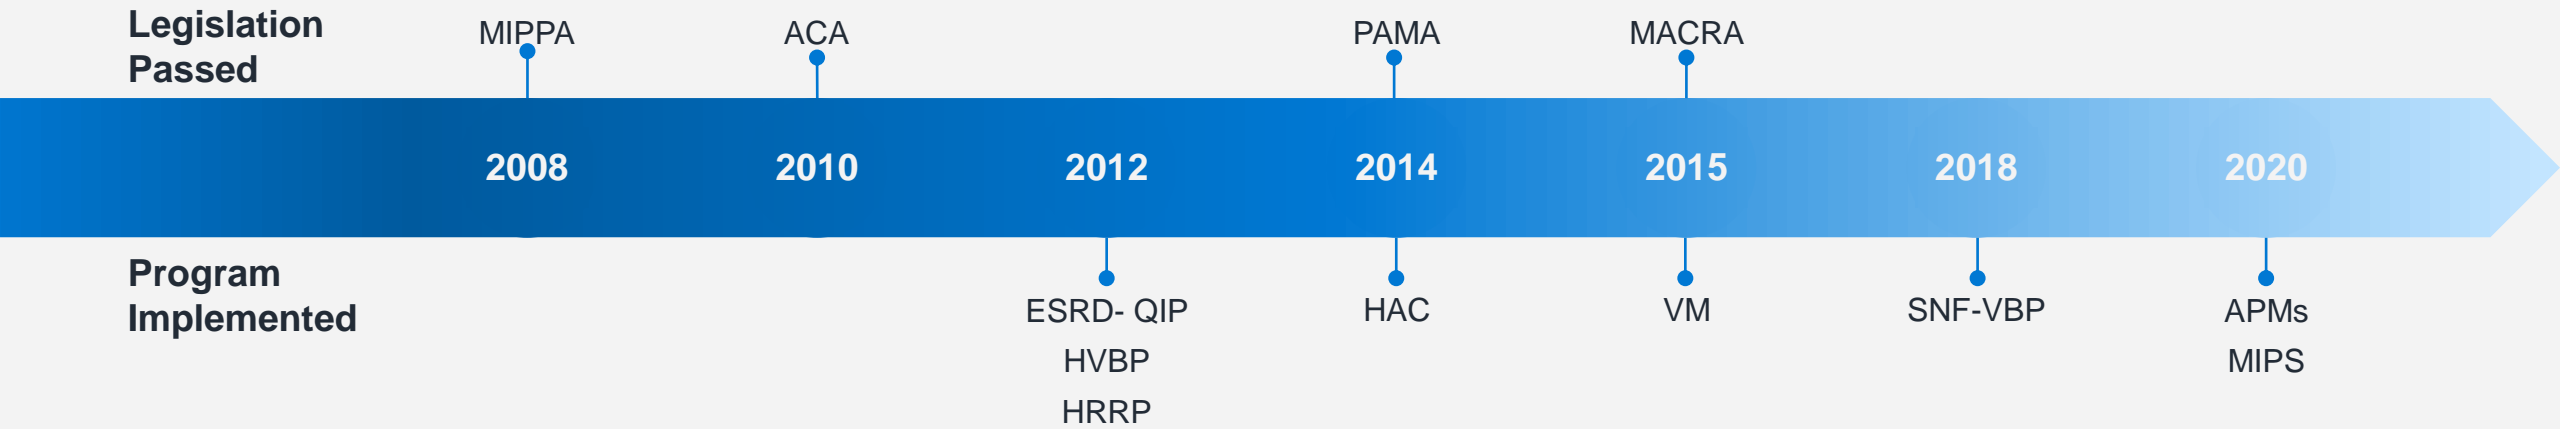 Legislation
Passed
MIPPA
ACA
PAMA
MACRA
2008
2010
2012
2014
2015
2018
2020
Program
Implemented
ESRD- QIP
HVBP
HRRP
HAC
VM
SNF-VBP
APMs
MIPS